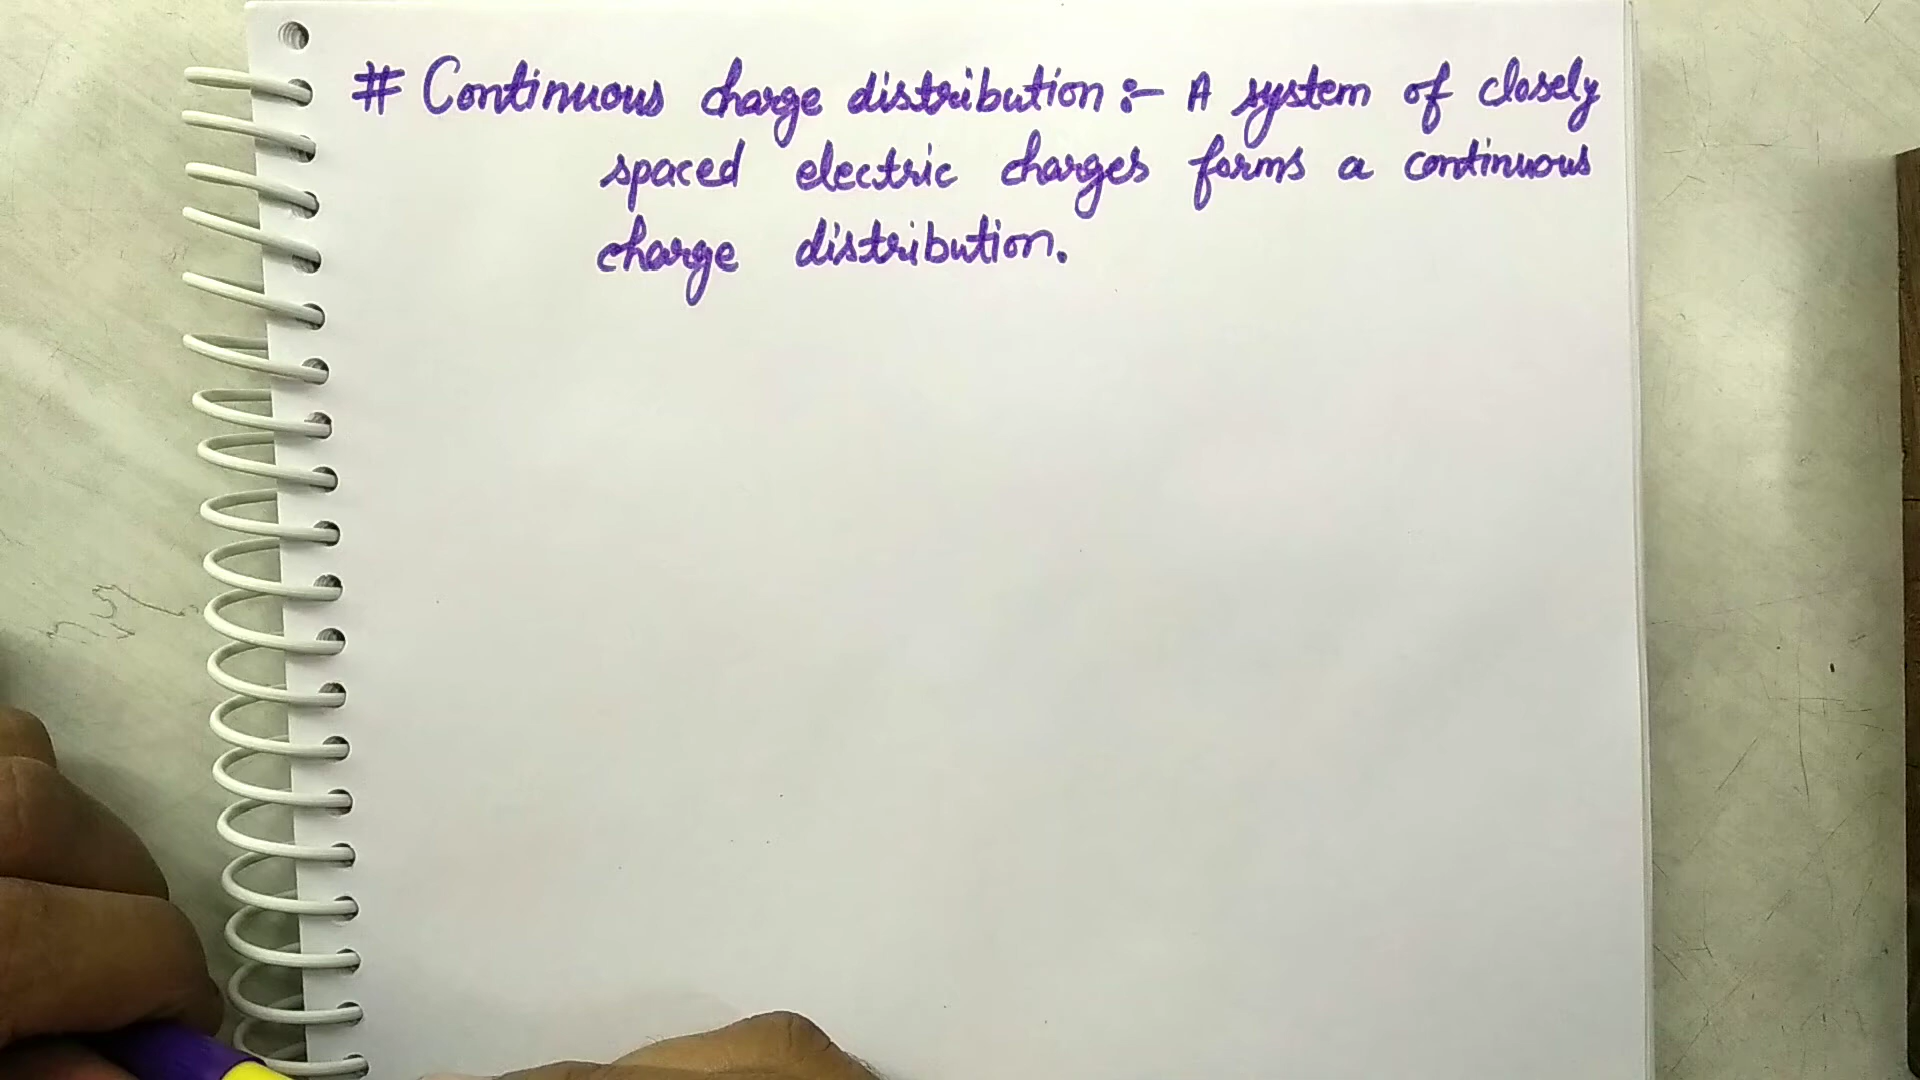 # Continuous charge distribution :- A system of closely
spaced electric charges forms a continuous
charge distribution.